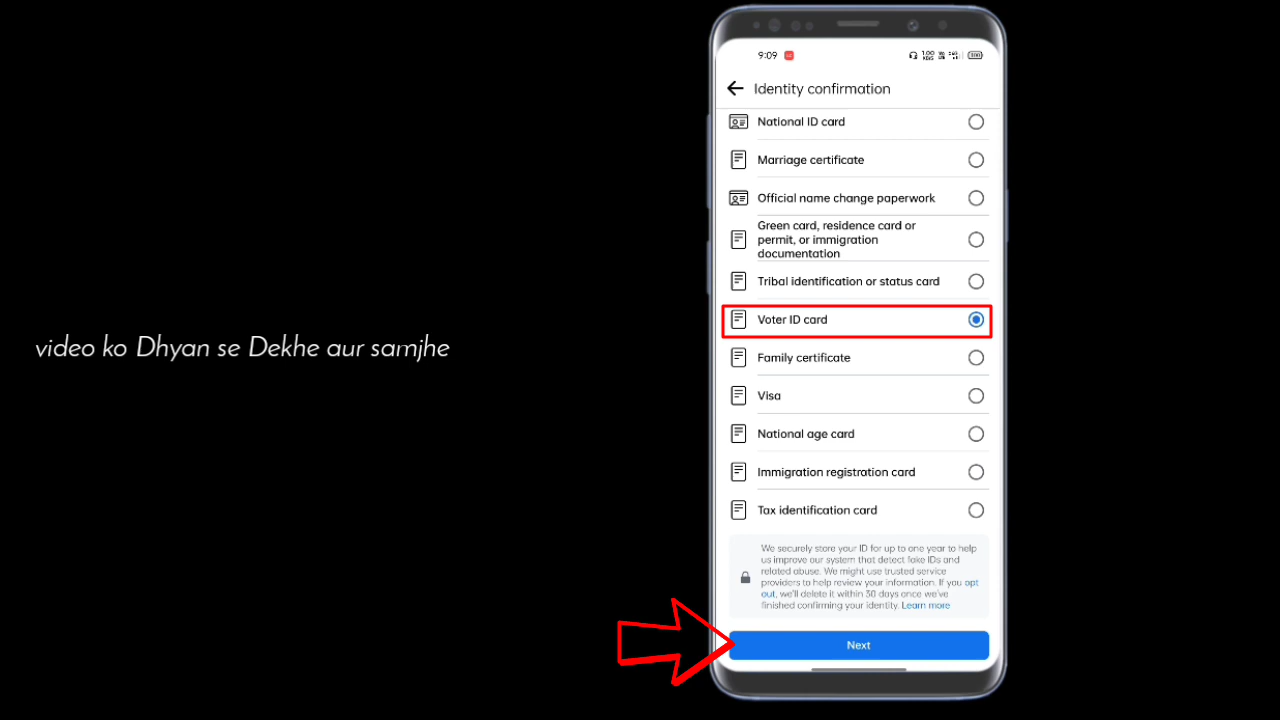 9:09
Identity confirmation
National ID card
Marriage certificate
Official name change paperwork
Green card, residence card or
permit, or immigration
documentation
Tribal identification or status card
Voter ID card
video ko Dhyan se Dekhe aur samjhe
Family certificate
Visa
National age card
Immigration registration card
Tax identification card
We securely store your ID for up to one year to help
us improve our system that detect fake IDs and
related abuse. We might use trusted service
providers to help review your information. If you opt
out, we'll delete it within 30 days once we've
finished confirming your identity. Learn more
Next